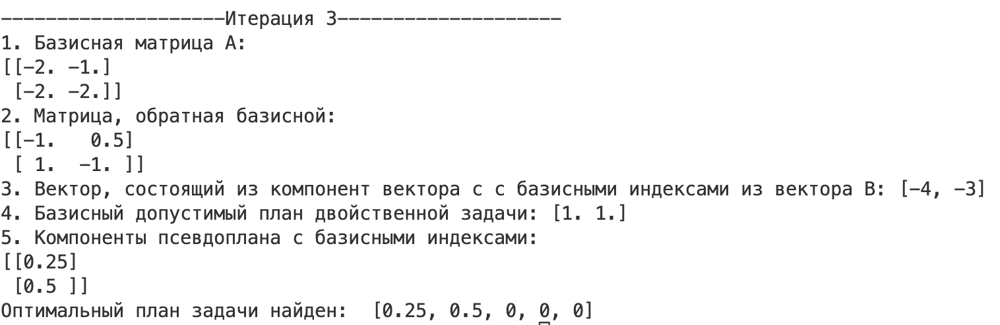 --------------------Итерация 3--------------------
1. Базисная матрица A:
[[-2. -1.]
 [-2. -2.]]
2. Матрица, обратная базисной:
[[-1.   0.5]
 [ 1.  -1. ]]
3. Вектор, состоящий из компонент вектора c с базисными индексами из вектора B: [-4, -3]
4. Базисный допустимый план двойственной задачи: [1. 1.]
5. Компоненты псевдоплана с базисными индексами:
[[0.25]
 [0.5 ]]
Оптимальный план задачи найден:  [0.25, 0.5, 0, 0, 0]